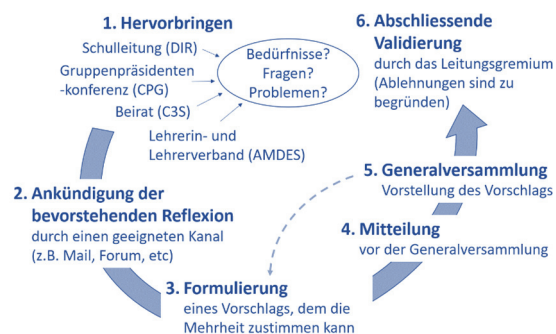 1. Hervorbringen
Schulleitung (DIR)
Gruppenpräsidenten
-konferenz (CPG)
Beirat (C3S)
Lehrerin- und
Lehrerverband (AMDES)
Bedürfnisse?
Fragen?
Problemen?
2. Ankündigung der
bevorstehenden Reflexion
durch einen geeigneten Kanal
(z.B. Mail, Forum, etc)
3. Formulierung
eines Vorschlags, dem die
Mehrheit zustimmen kann
4. Mitteilung
vor der Generalversammlung
5. Generalversammlung
Vorstellung des Vorschlags
6. Abschliessende
Validierung
durch das Leitungsgremium
(Ablehnungen sind zu
begründen)